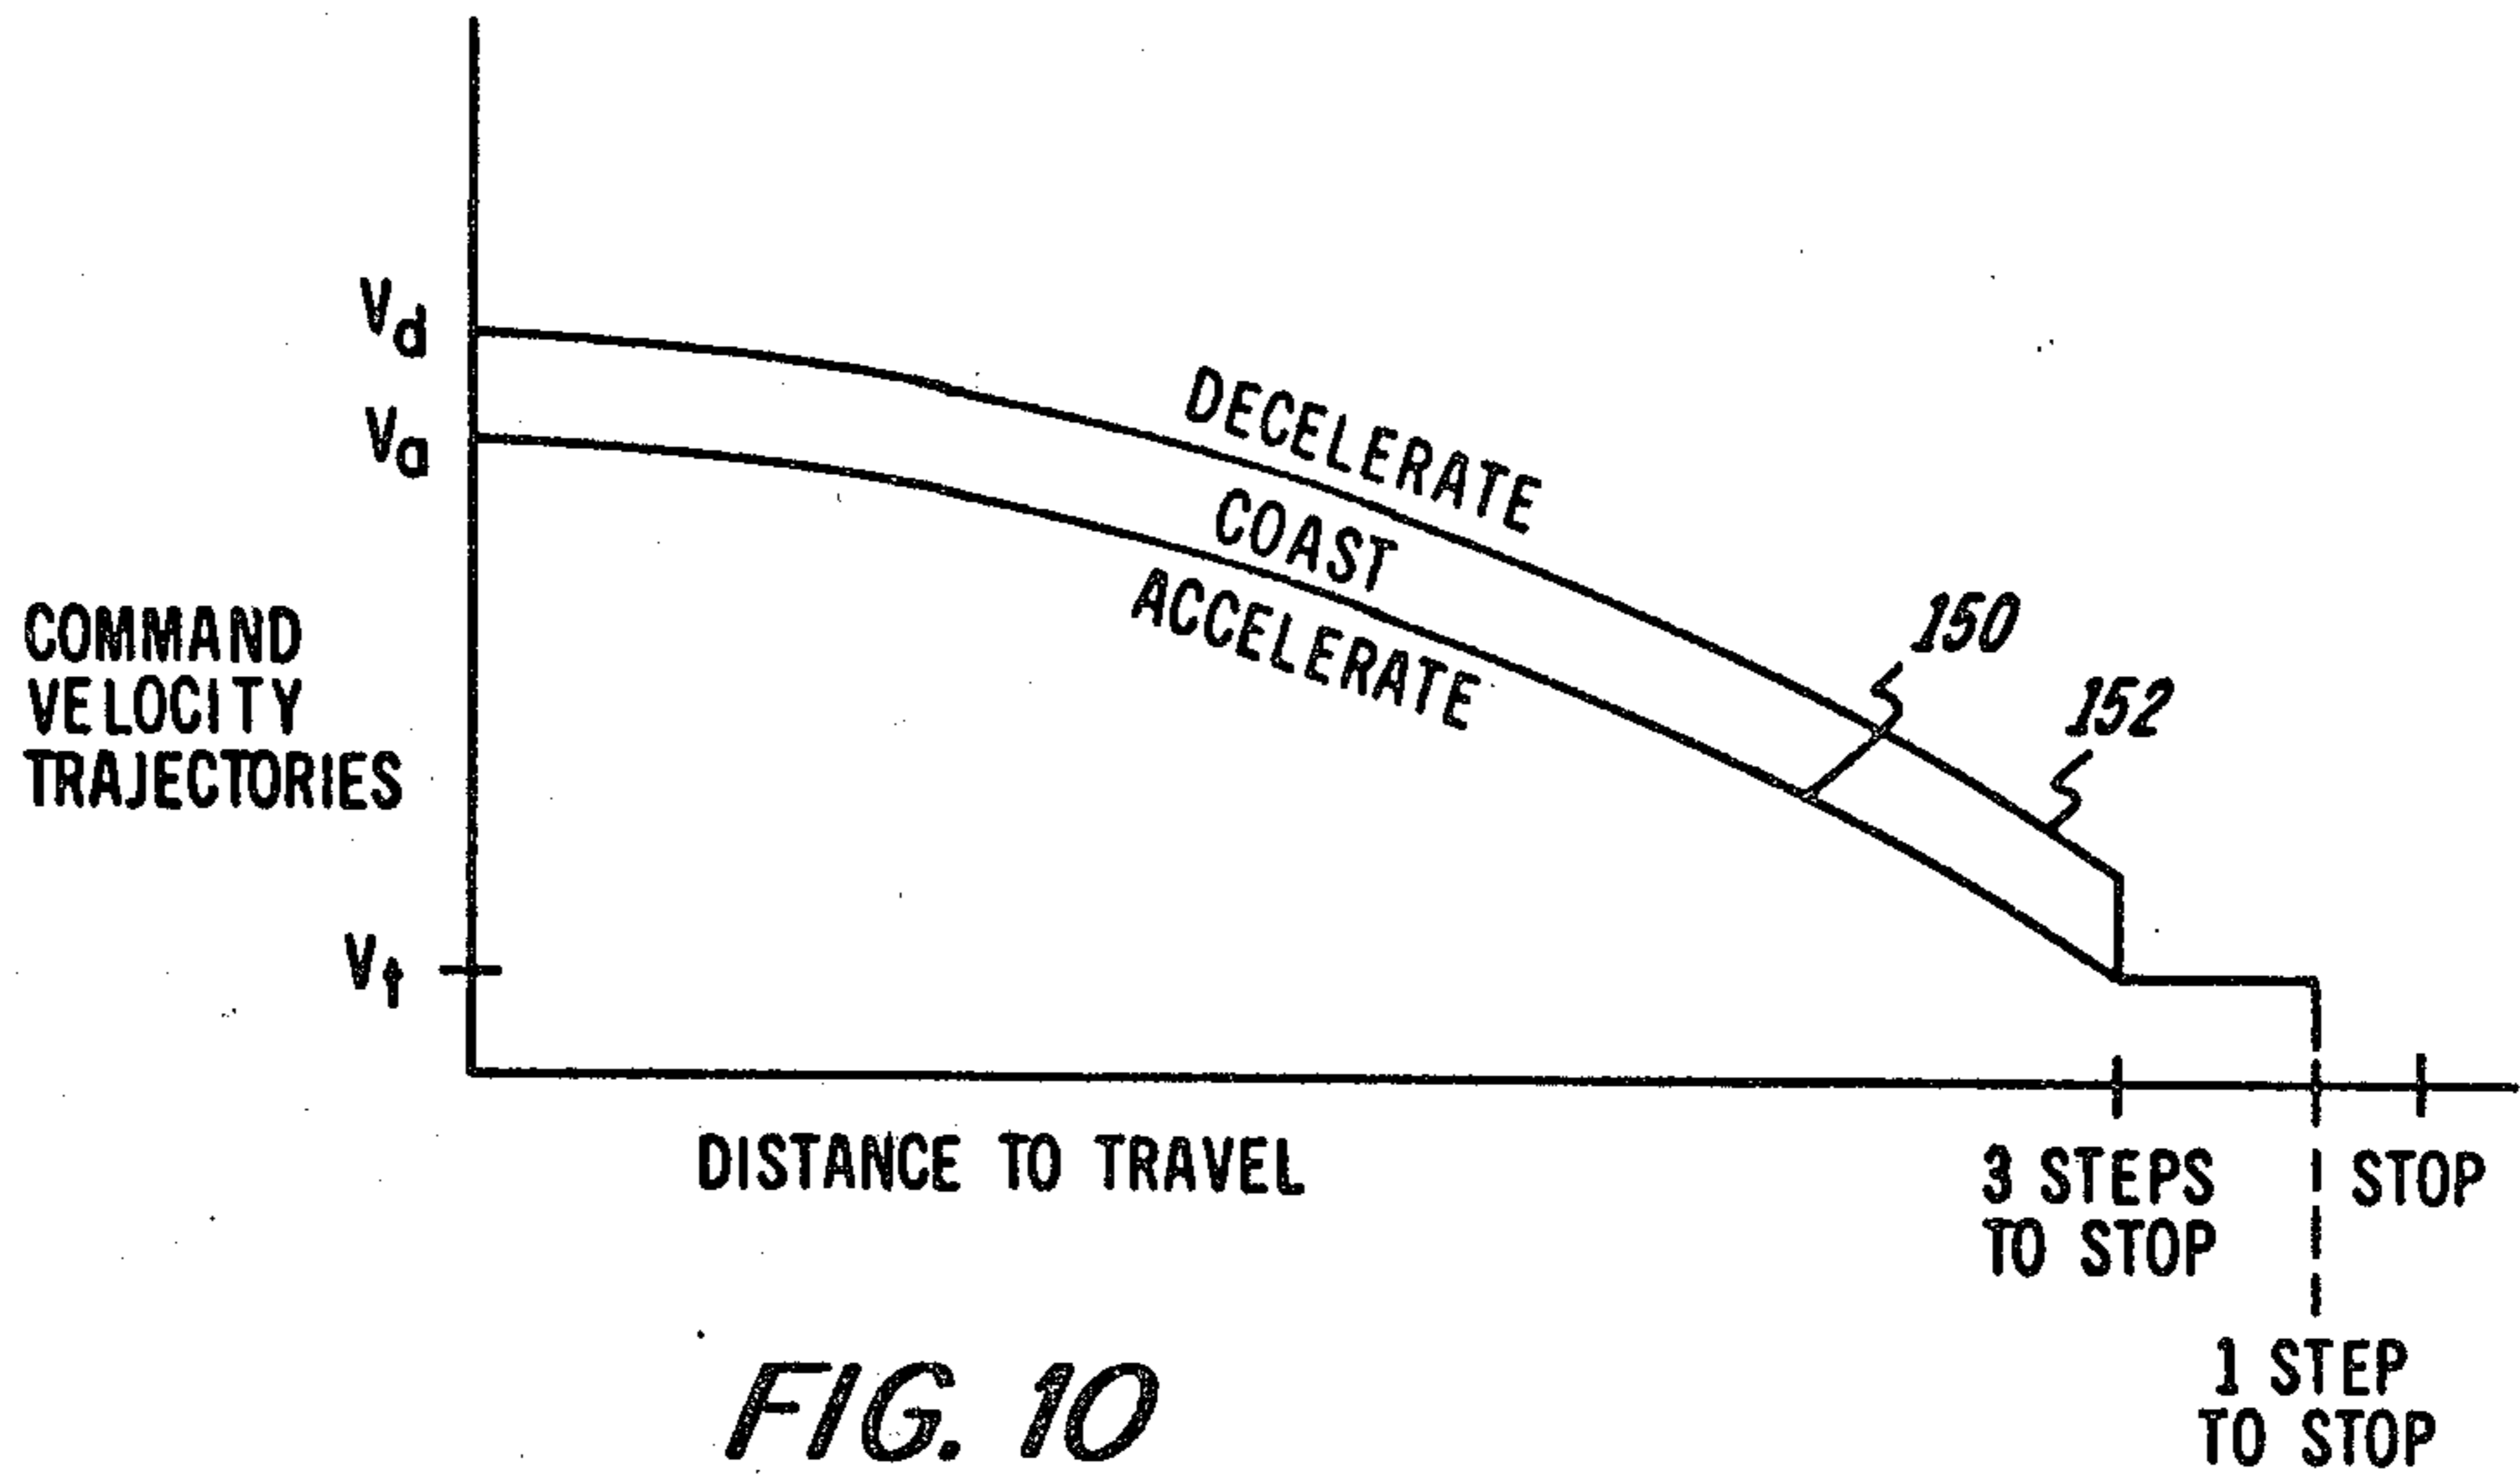 Vd
Va
DECELERATE
COAST
ACCELERATE
150
152
COMMAND
VELOCITY
TRAJECTORIES
Vt
DISTANCE TO TRAVEL
3 STEPS
TO STOP
STOP
1 STEP
TO STOP
FIG. 10